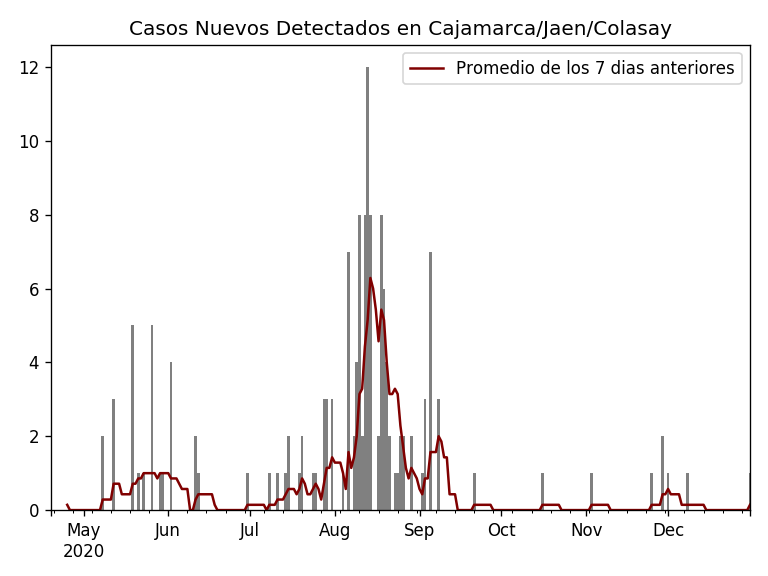 Casos Nuevos Detectados en Cajamarca/Jaen/Colasay
Promedio de los 7 dias anteriores
12
10
8
6
4
2
0
May Jun Jul Aug Sep Oct Nov Dec
2020